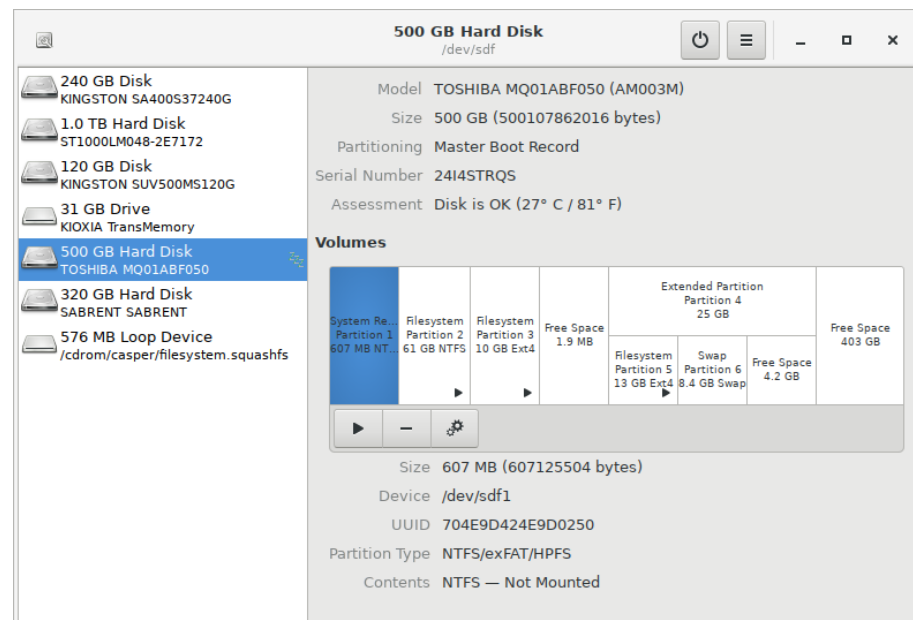 500 GB Hard Disk
/dev/sdf
240 GB Disk
KINGSTON SA400S37240G
1.0 TB Hard Disk
ST1000LM048-2E7172
120 GB Disk
KINGSTON SUV500MS120G
31 GB Drive
KIOXIA TransMemory
500 GB Hard Disk
TOSHIBA MQ01ABF050
320 GB Hard Disk
SABRENT SABRENT
576 MB Loop Device
/cdrom/casper/filesystem.squashfs
Model TOSHIBA MQ01ABF050 (AM003M)
Size 500 GB (500107862016 bytes)
Partitioning Master Boot Record
Serial Number 24I4STRQS
Assessment Disk is OK (27° C / 81° F)
Volumes
System Re...
Partition 1
607 MB NT...
Filesystem
Partition 2
61 GB NTFS
Filesystem
Partition 3
10 GB Ext4
Free Space
1.9 MB
Extended Partition
Partition 4
25 GB
Filesystem
Partition 5
13 GB Ext4
Swap
Partition 6
8.4 GB Swap
Free Space
4.2 GB
Free Space
403 GB
Size 607 MB (607125504 bytes)
Device /dev/sdf1
UUID 704E9D424E9D0250
Partition Type NTFS/exFAT/HPFS
Contents NTFS — Not Mounted